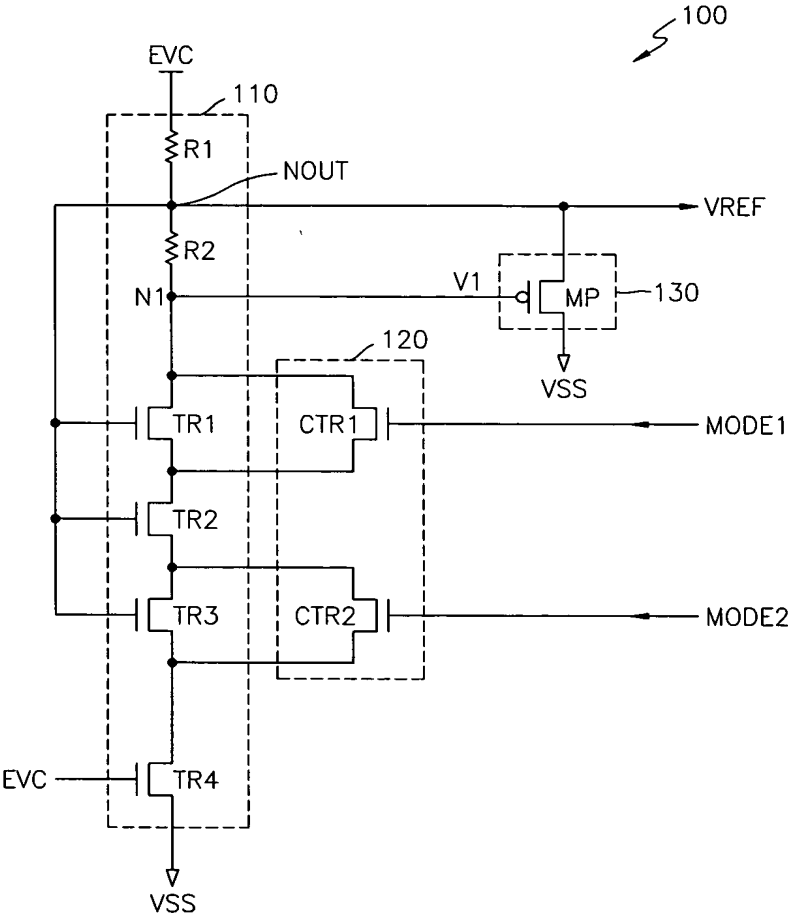 100
EVC
110
R1
NOUT
VREF
R2
N1
V1
MP
130
120
VSS
TR1
CTR1
MODE1
TR2
TR3
CTR2
MODE2
EVC
TR4
VSS